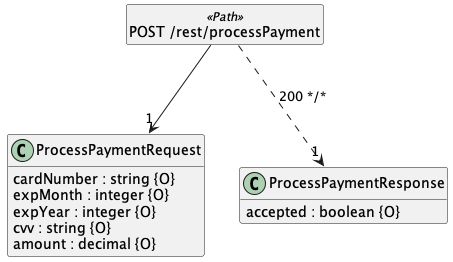 «Path»
POST /rest/processPayment
200 */*
1
1
C ProcessPaymentRequest
cardNumber : string {O}
expMonth : integer {O}
expYear : integer {O}
cvv : string {O}
amount : decimal {O}
C ProcessPaymentResponse
accepted : boolean {O}